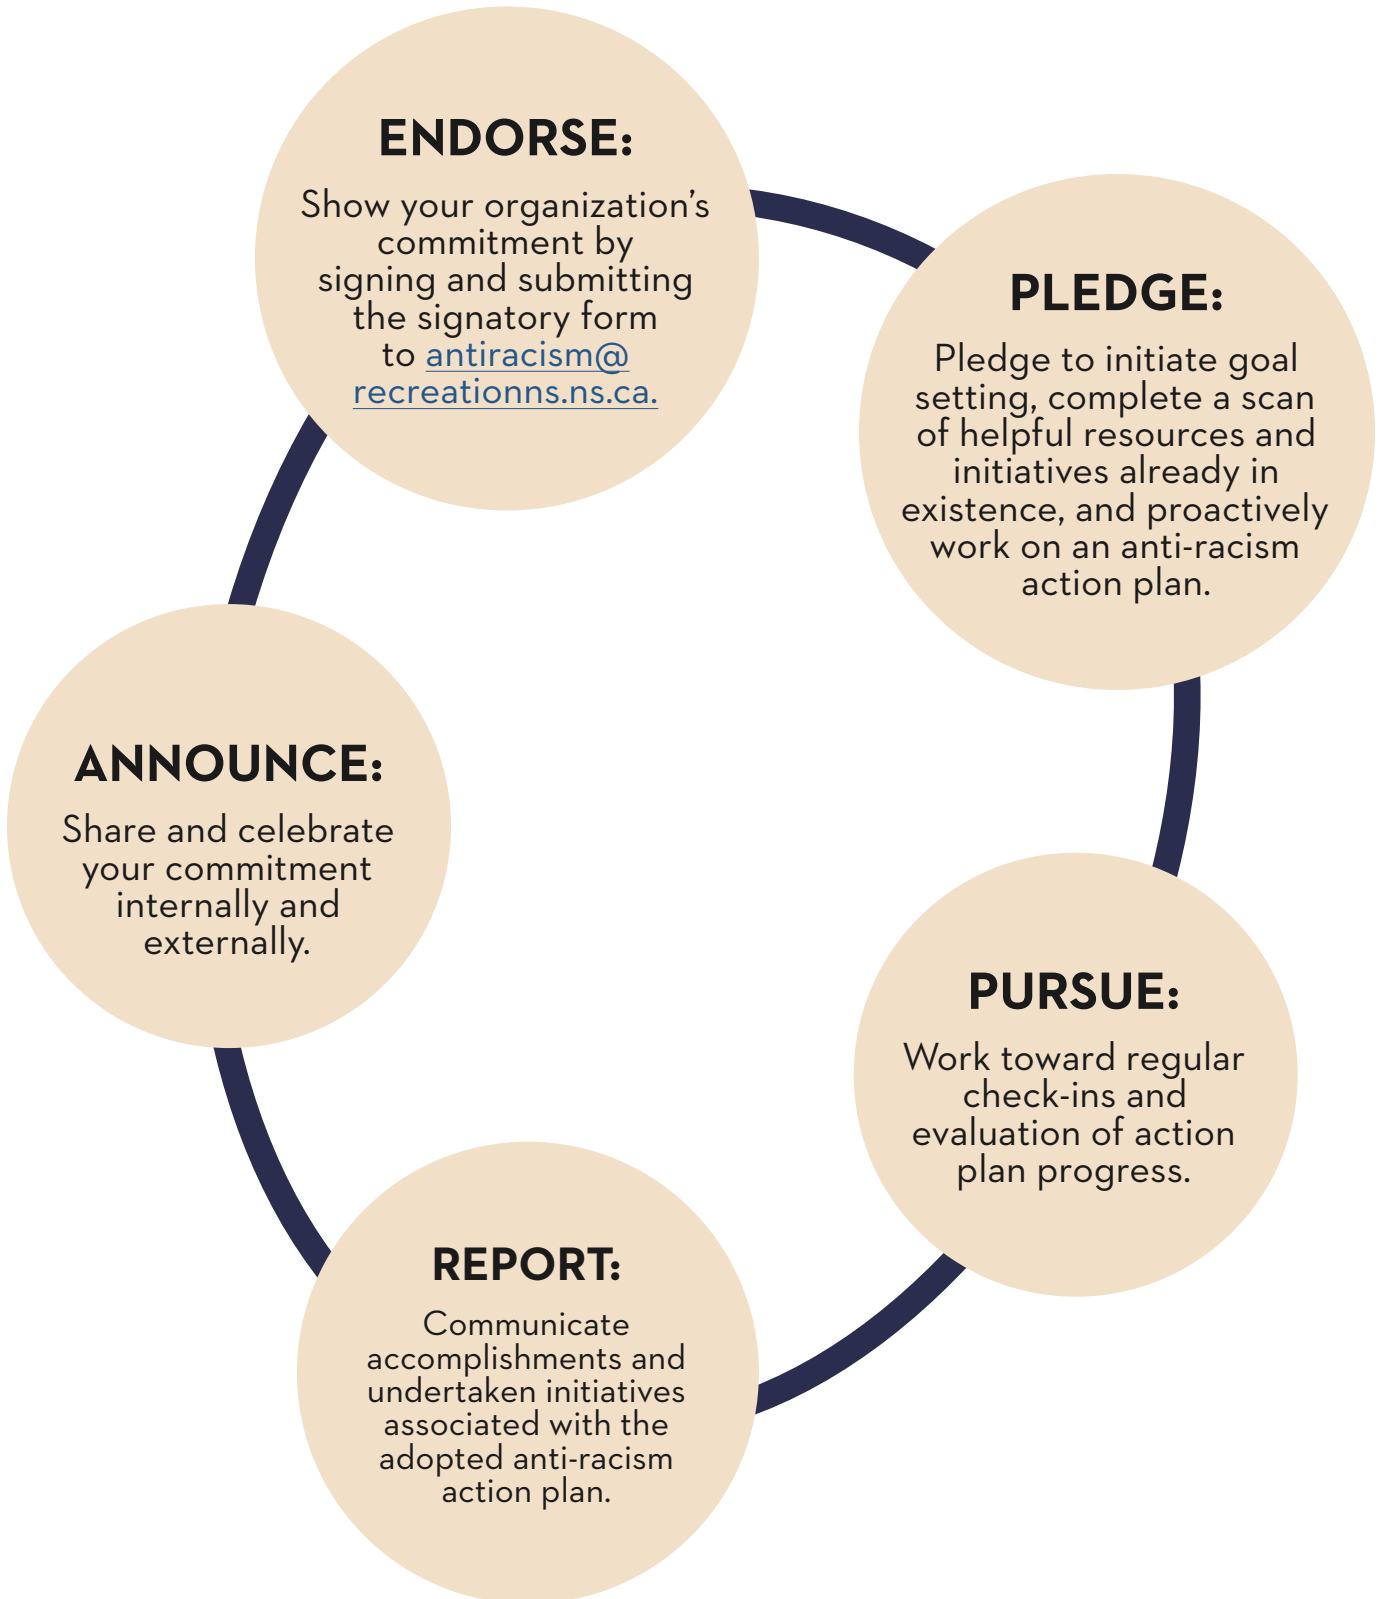 ENDORSE:
Show your organization’s
commitment by
signing and submitting
the signatory form
to antiracism@
recreationns.ns.ca.
PLEDGE:
Pledge to initiate goal
setting, complete a scan
of helpful resources and
initiatives already in
existence, and proactively
work on an anti-racism
action plan.
PURSUE:
Work toward regular
check-ins and
evaluation of action
plan progress.
REPORT:
Communicate
accomplishments and
undertaken initiatives
associated with the
adopted anti-racism
action plan.
ANNOUNCE:
Share and celebrate
your commitment
internally and
externally.